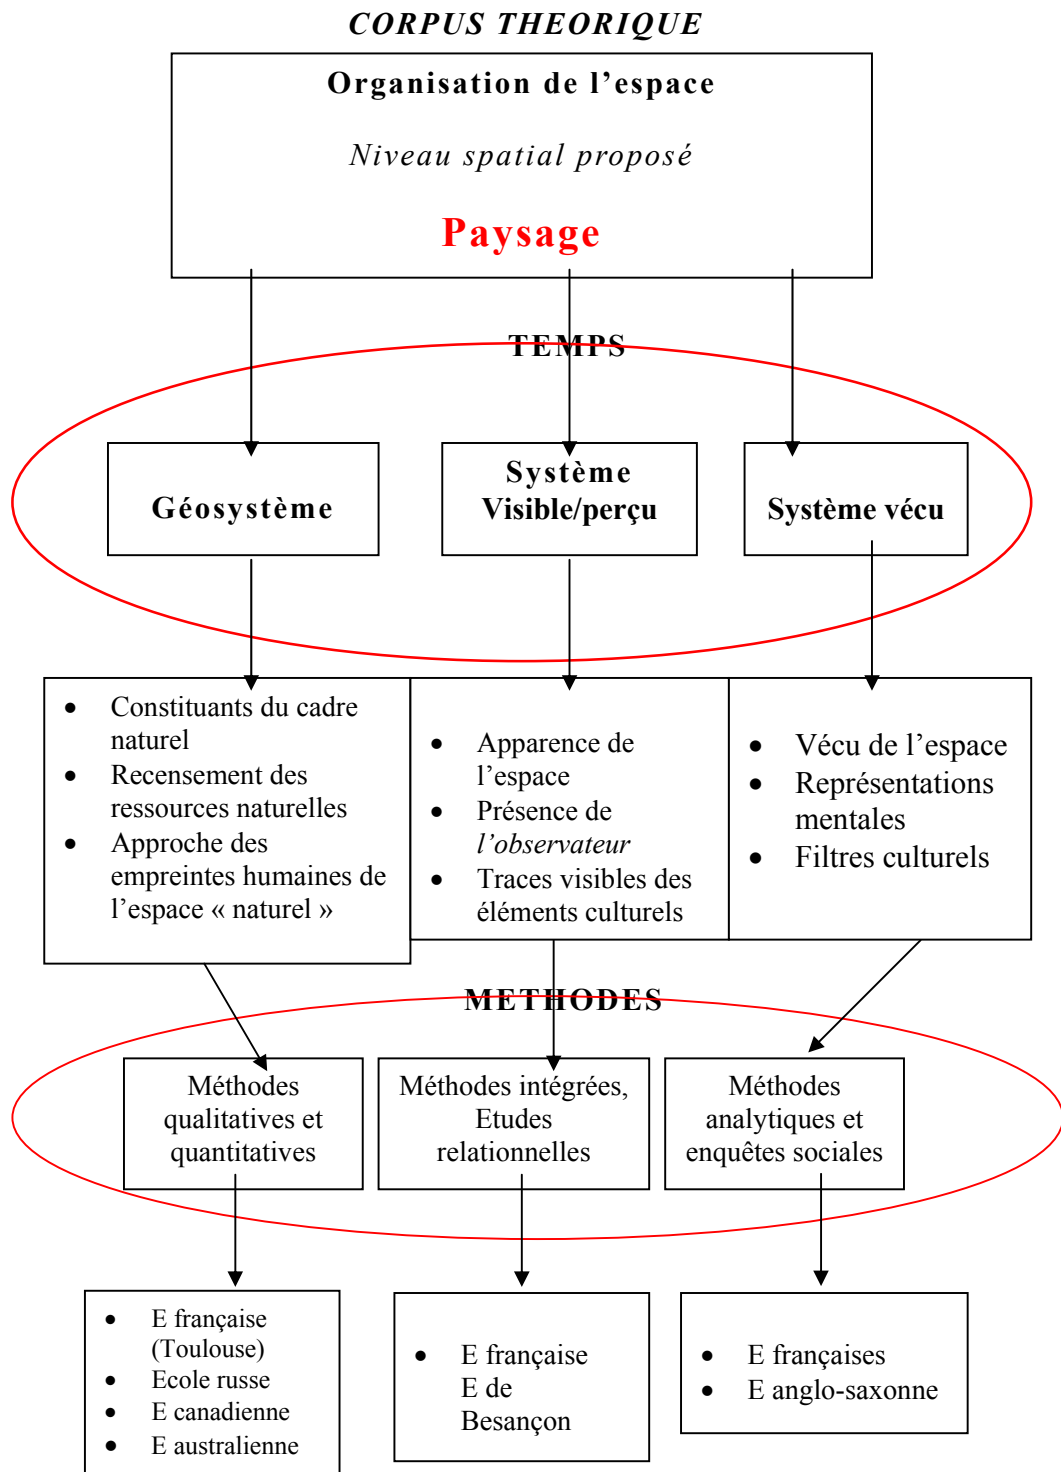 CORPUS THEORIQUE
Organisation de l’espace
Niveau spatial proposé
Paysage
TEMPS
Géosystème
Système
Visible/perçu
Système vécu
• Constituants du cadre
naturel
• Recensement des
ressources naturelles
• Approche des
empreintes humaines de
l’espace « naturel »
• Apparence de
l’espace
• Présence de
l’observateur
• Traces visibles des
éléments culturels
• Vécu de l’espace
• Représentations
mentales
• Filtres culturels
METHODES
Méthodes
qualitatives et
quantitatives
Méthodes intégrées,
Etudes
relationnelles
Méthodes
analytiques et
enquêtes sociales
• E française
(Toulouse)
• Ecole russe
• E canadienne
• E australienne
• E française
E de
Besançon
• E françaises
• E anglo-saxonne